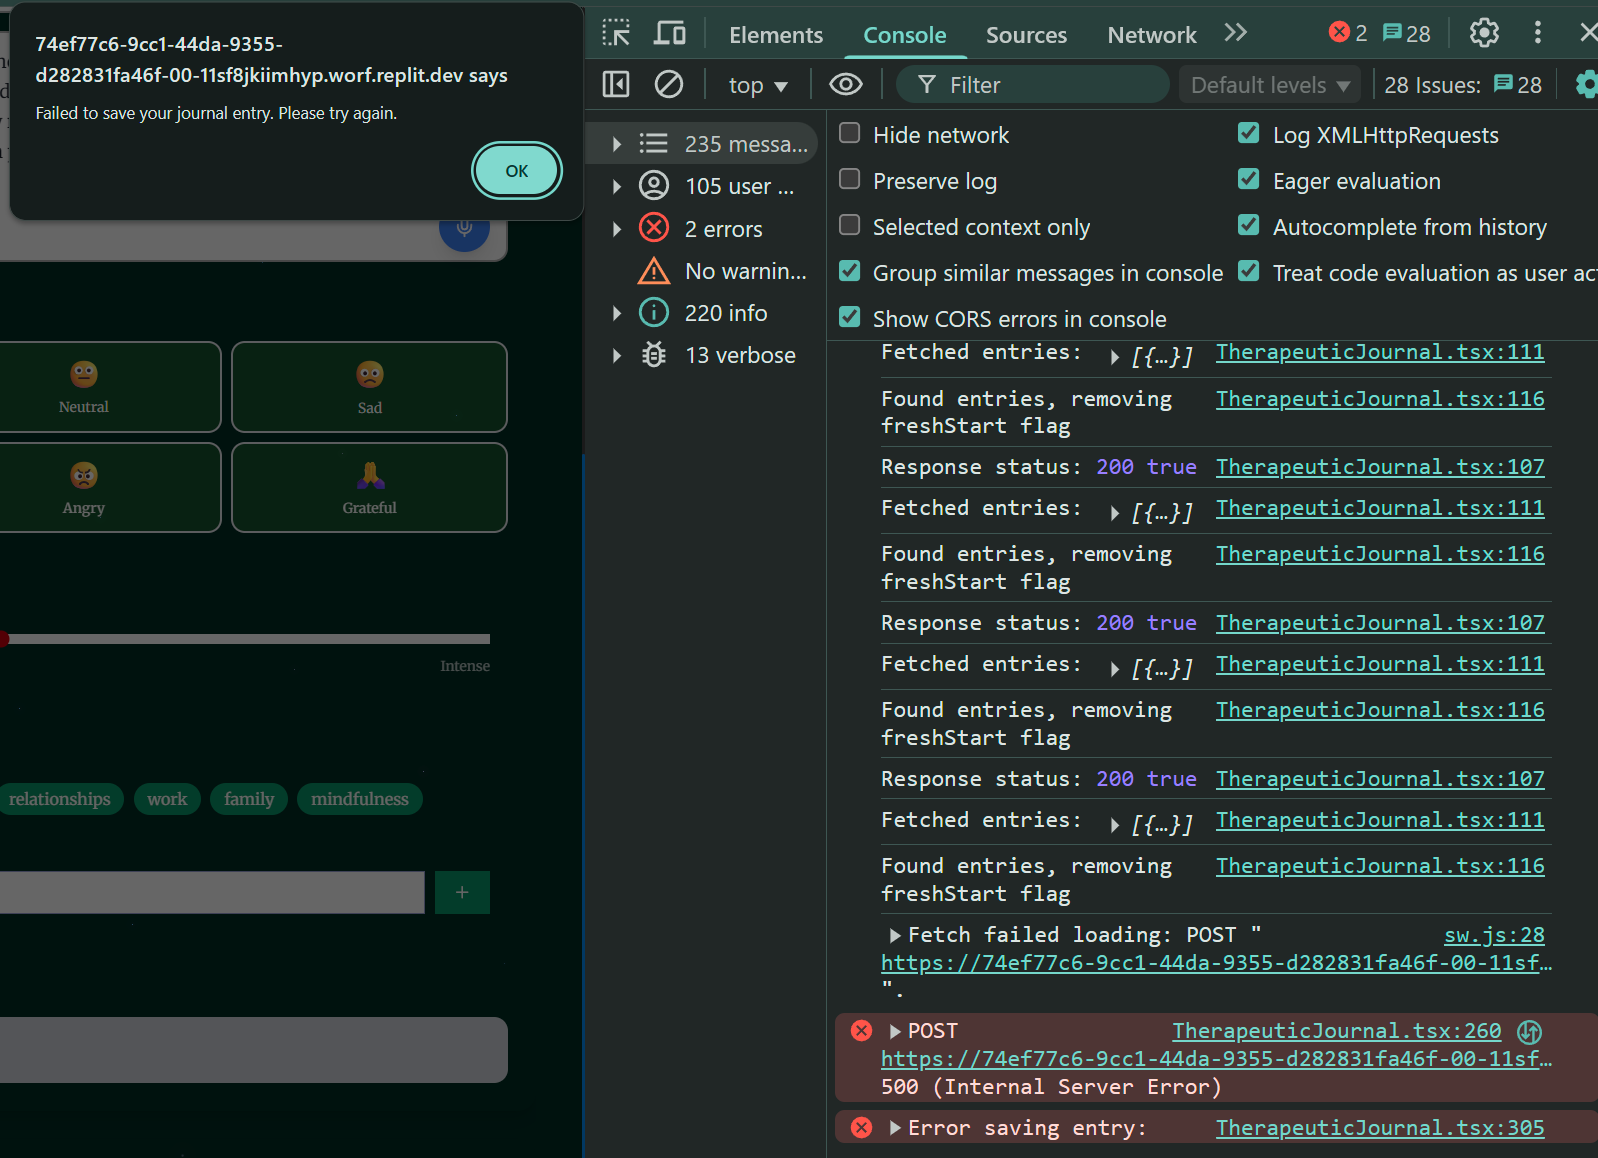 74ef77c6-9cc1-44da-9355-
d282831fa46f-00-11sf8jkiimhyp.worf.replit.dev says
Failed to save your journal entry. Please try again.
OK
Neutral
Sad
Angry
Grateful
Intense
relationships
work
family
mindfulness
+
Elements
Console
Sources
Network
2
28
top
Filter
Default levels
28 Issues:
28
235 messa...
105 user ...
2 errors
No warnin...
220 info
13 verbose
Hide network
Log XMLHttpRequests
Preserve log
Eager evaluation
Selected context only
Autocomplete from history
Group similar messages in console
Treat code evaluation as user
Show CORS errors in console
Fetched entries: [{…}] TherapeuticJournal.tsx:111
Found entries, removing TherapeuticJournal.tsx:116
freshStart flag
Response status: 200 true TherapeuticJournal.tsx:107
Fetched entries: [{…}] TherapeuticJournal.tsx:111
Found entries, removing TherapeuticJournal.tsx:116
freshStart flag
Response status: 200 true TherapeuticJournal.tsx:107
Fetched entries: [{…}] TherapeuticJournal.tsx:111
Found entries, removing TherapeuticJournal.tsx:116
freshStart flag
Response status: 200 true TherapeuticJournal.tsx:107
Fetched entries: [{…}] TherapeuticJournal.tsx:111
Found entries, removing TherapeuticJournal.tsx:116
freshStart flag
Fetch failed loading: POST " sw.js:28
https://74ef77c6-9cc1-44da-9355-d282831fa46f-00-11sf…
".
POST TherapeuticJournal.tsx:260
https://74ef77c6-9cc1-44da-9355-d282831fa46f-00-11sf…
500 (Internal Server Error)
Error saving entry: TherapeuticJournal.tsx:305